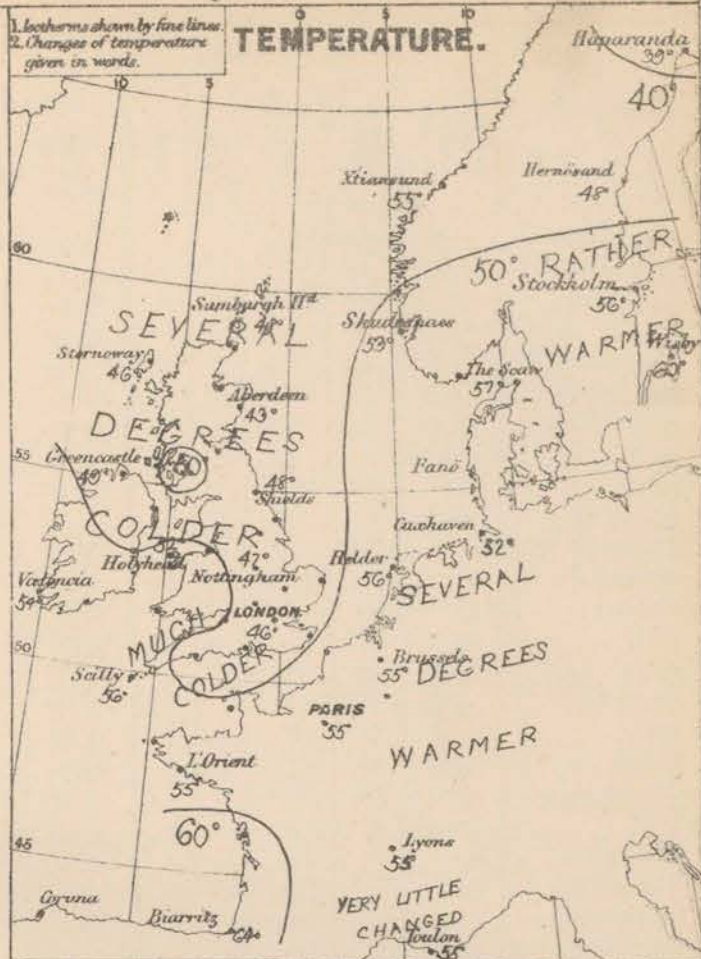 1. Isotherms shown by fine lines.
2. Changes of temperature
given in words.
TEMPERATURE.
0
10
10
5
Haparanda
39°
40
Xtiansund
55°
Hernösand
48°
60
50°
RATHER
Stockholm
56°
Sumburgh Hd
SEVERAL
Skudesnaes
53°
WARMER
Wisby
60°
Stornoway
46°
The Scaw
57°
Aberdeen
43°
DEGREES
Greencastle
50
55
48°
Shields
Fanö
COLDER
Cuxhaven
52°
Holyhead
47°
Nottingham
Helder
56°
Valencia
54°
SEVERAL
LONDON
46°
MUCH
COLDER
50
Scilly
56°
Brussels
55°
DEGREES
PARIS
55°
WARMER
L'Orient
55°
60°
45
Lyons
55°
VERY LITTLE
CHANGED
Coruna
Biarritz
64°
Toulon
55°